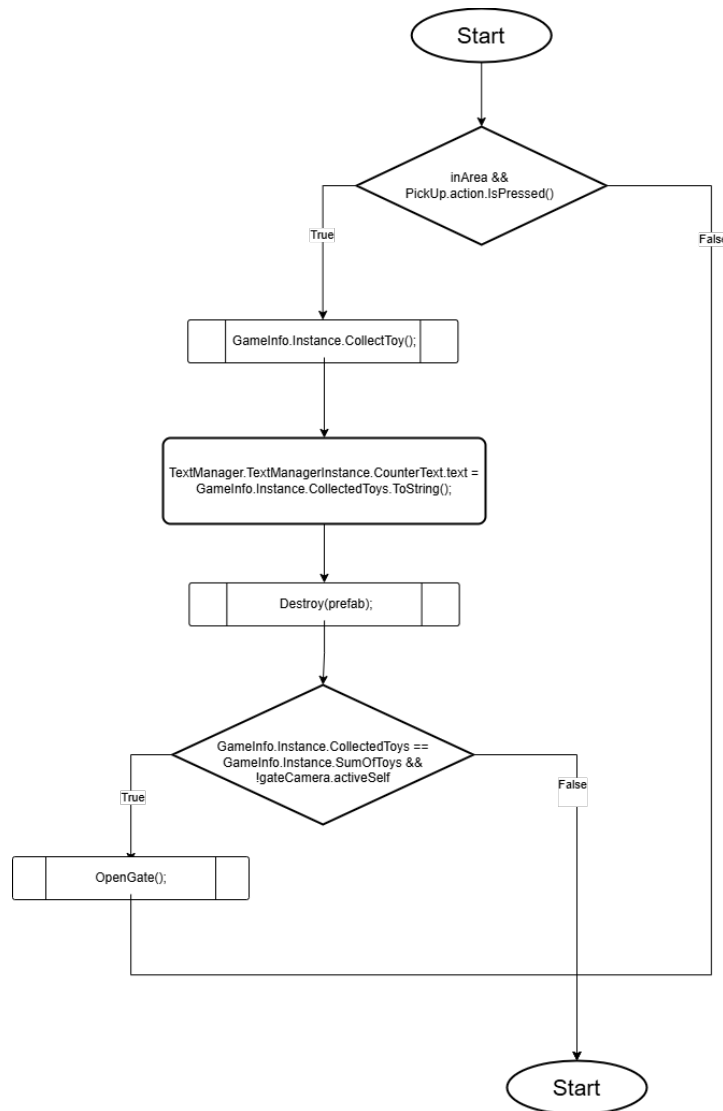 Start
inArea &&
PickUp.action.IsPressed()
True
False
GameInfo.Instance.CollectToy();
TextManager.TextManagerInstance.CounterText.text =
GameInfo.Instance.CollectedToys.ToString();
Destroy(prefab);
GameInfo.Instance.CollectedToys ==
GameInfo.Instance.SumOfToys &&
!gateCamera.activeSelf
True
False
OpenGate();
Start